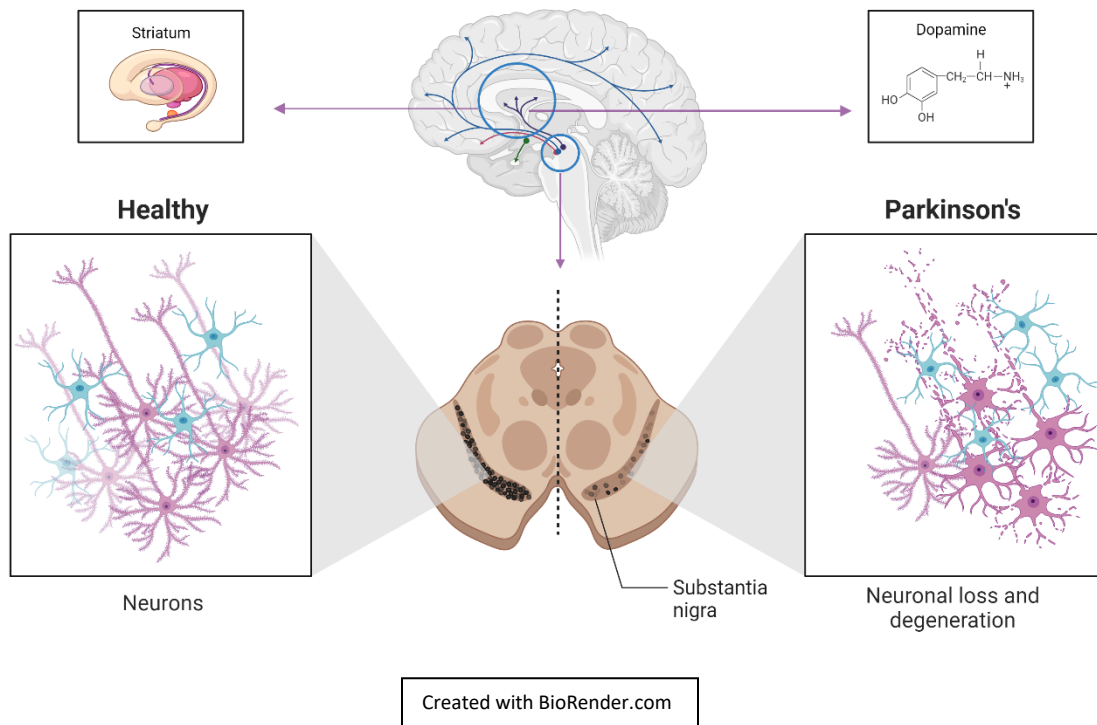 Striatum
Dopamine
H
CH₂
CH
NH₃
+
OH
OH
Healthy
Parkinson's
Neurons
Substantia
nigra
Neuronal loss and
degeneration
Created with BioRender.com